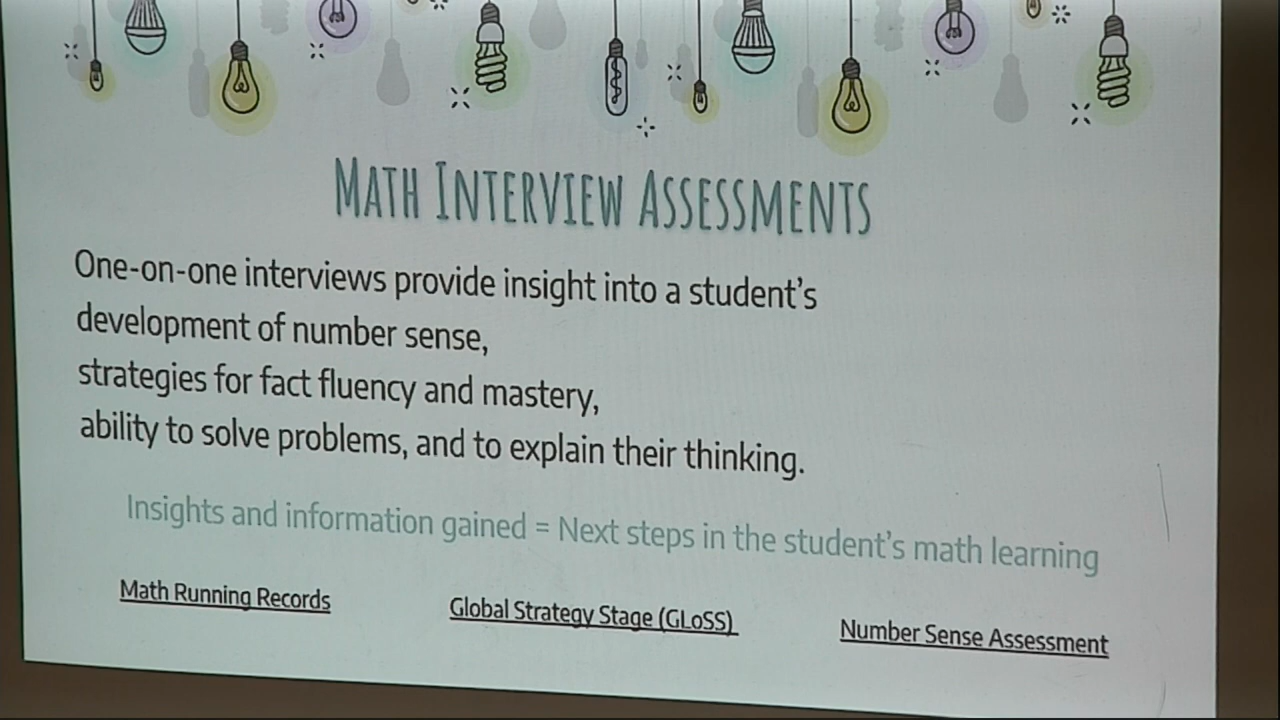 Math Interview Assessments
One-on-one interviews provide insight into a student's
development of number sense,
strategies for fact fluency and mastery,
ability to solve problems, and to explain their thinking.
Insights and information gained = Next steps in the student's math learning
Math Running Records
Global Strategy Stage (GLoSS)
Number Sense Assessment